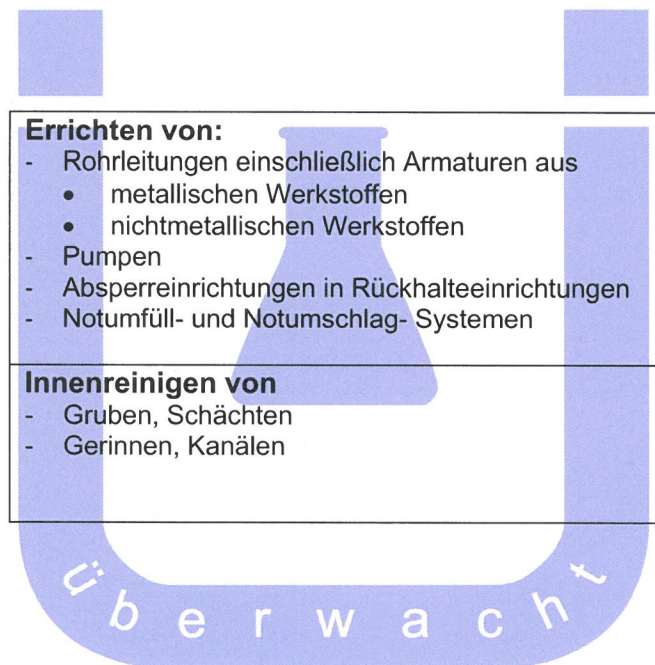 Errichten von:
- Rohrleitungen einschließlich Armaturen aus
• metallischen Werkstoffen
• nichtmetallischen Werkstoffen
- Pumpen
- Absperreinrichtungen in Rückhalteeinrichtungen
- Notumfüll- und Notumschlag- Systemen
Innenreinigen von
- Gruben, Schächten
- Gerinnen, Kanälen
überwacht